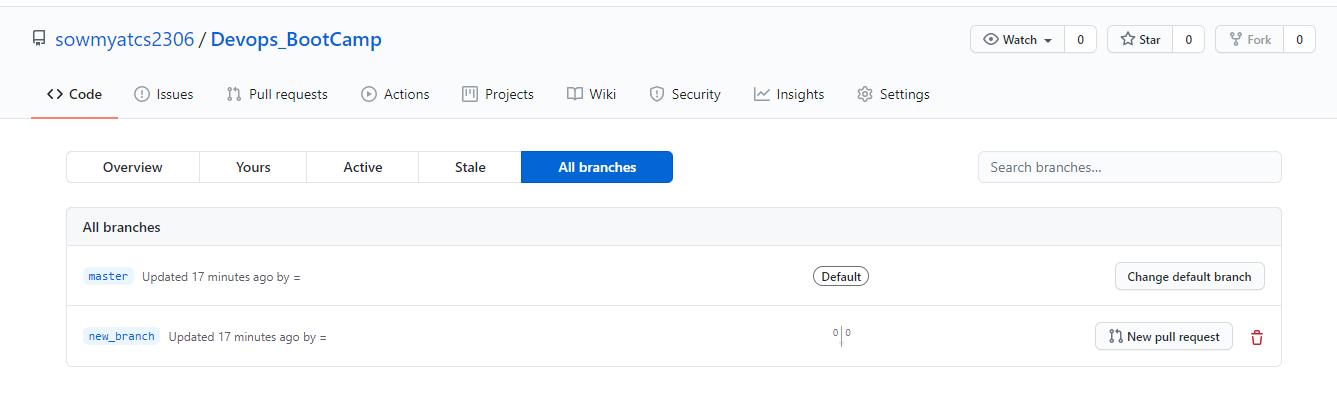 sowmyatcs2306 / Devops_BootCamp Watch 0 Star 0 Fork 0
Code Issues Pull requests Actions Projects Wiki Security Insights Settings
Overview Yours Active Stale All branches Search branches...
All branches
master Updated 17 minutes ago by = Default Change default branch
new_branch Updated 17 minutes ago by = 0 0 New pull request